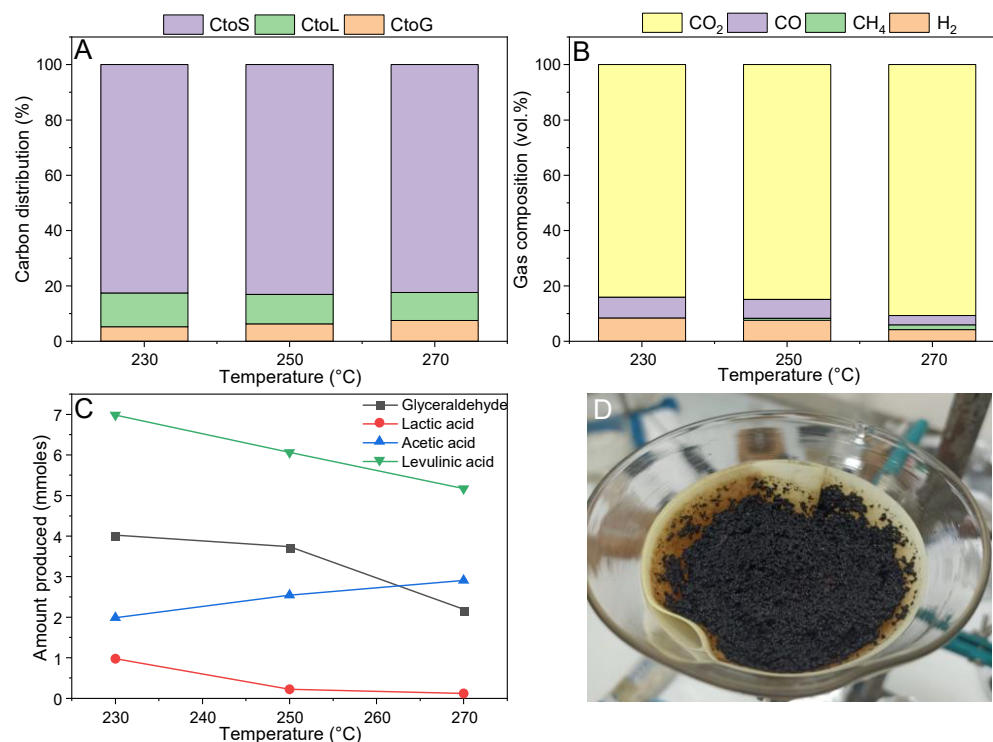 CtoS CtoL CtoG
A
Carbon distribution (%)
100
80
60
40
20
0
230 250 270
Temperature (°C)
CO₂ CO CH₄ H₂
B
Gas composition (vol.%)
100
80
60
40
20
0
230 250 270
Temperature (°C)
C
Glyceraldehyde
Lactic acid
Acetic acid
Levulinic acid
Amount produced (mmoles)
7
6
5
4
3
2
1
0
230 240 250 260 270
Temperature (°C)
D